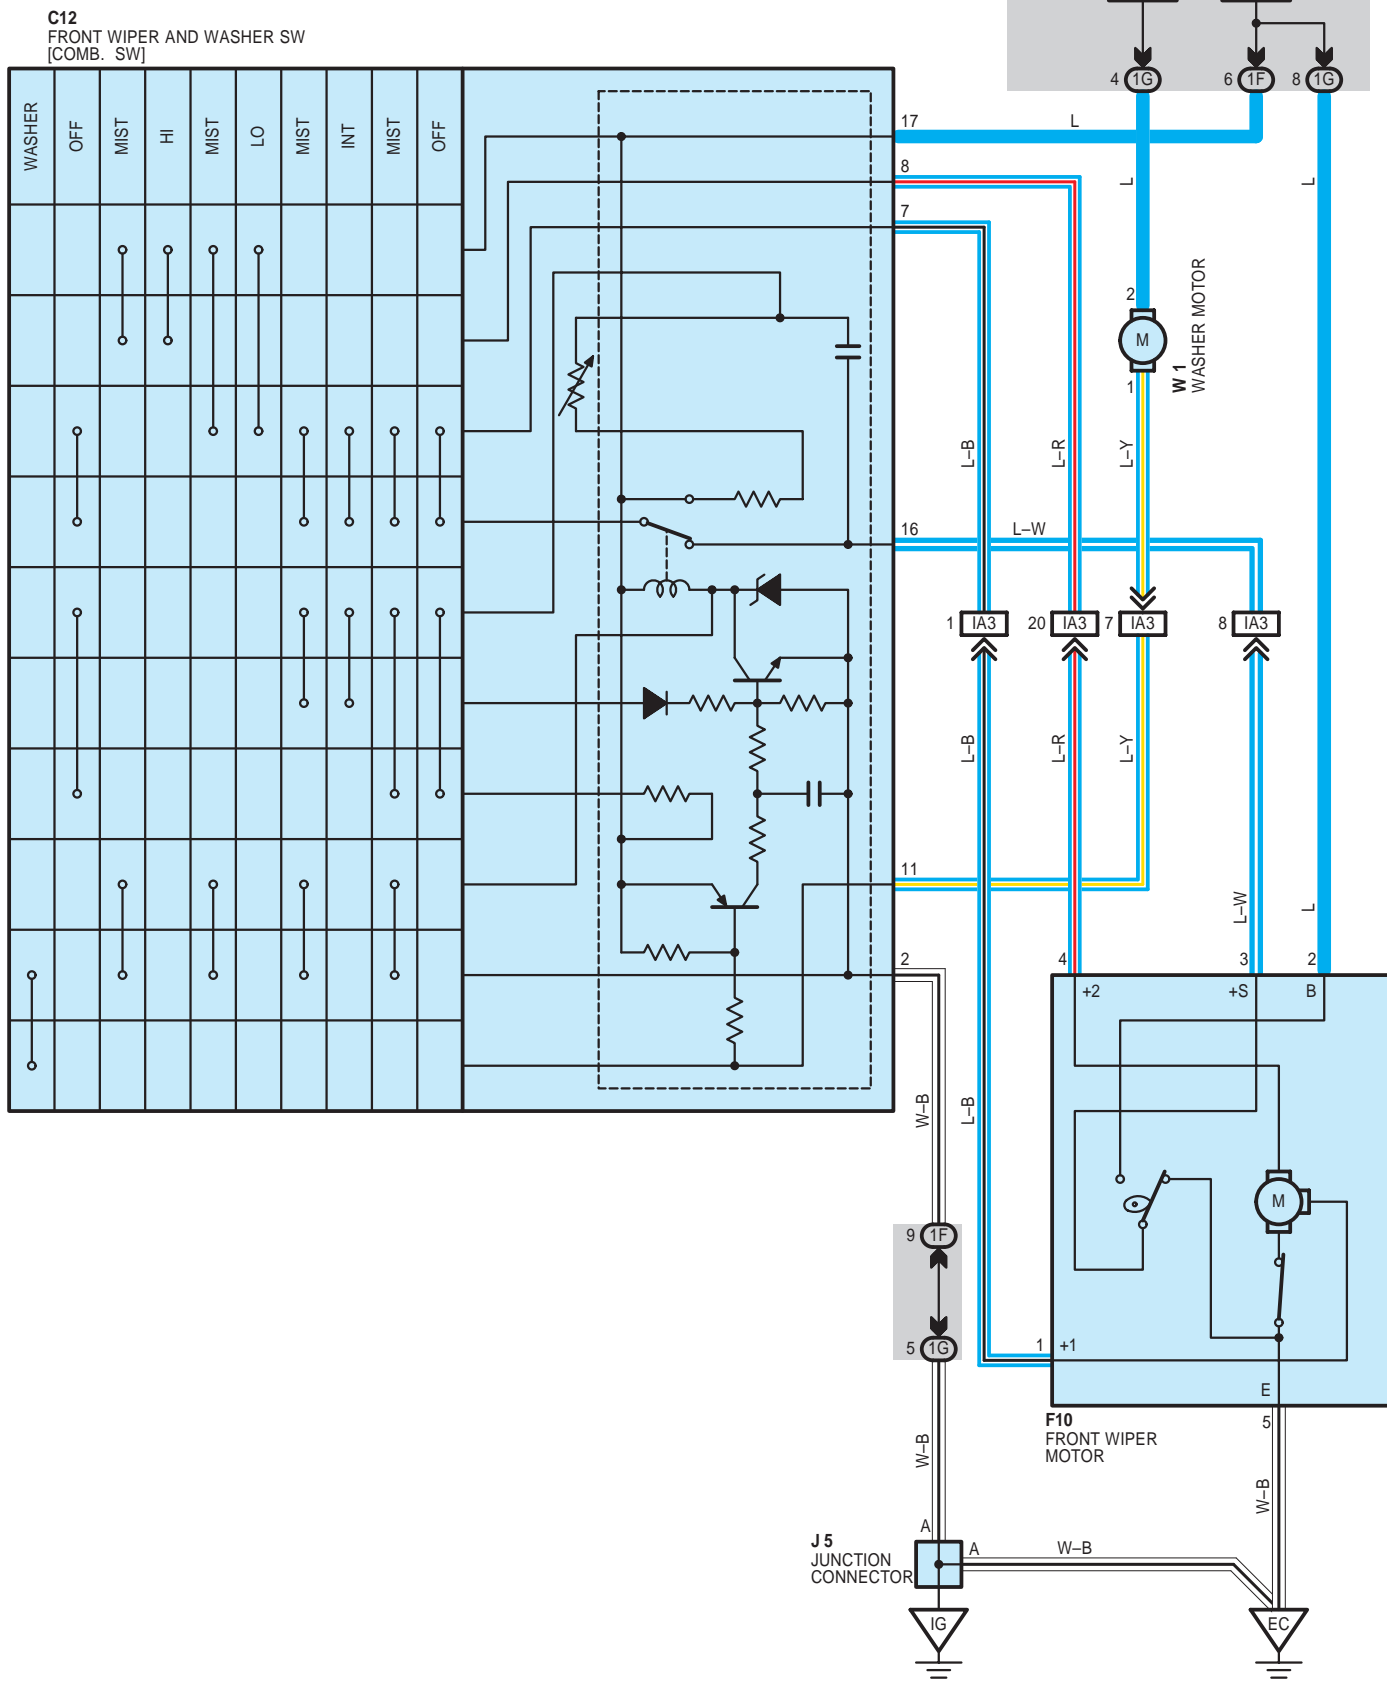 C12
FRONT WIPER AND WASHER SW
[COMB. SW]
WASHER
OFF
MIST
HI
MIST
LO
MIST
INT
MIST
OFF
4 1G
6 1F
8 1G
17
L
8
7
L
L
2
M
1
W 1
WASHER MOTOR
L–B
L–R
L–Y
16
L–W
1 IA3
20 IA3
7 IA3
8 IA3
L–B
L–R
L–Y
11
L–W
L
2
4
3
2
+2
+S
B
W–B
L–B
M
9 1F
5 1G
1
+1
E
5
F10
FRONT WIPER
MOTOR
W–B
W–B
A
J 5
JUNCTION
CONNECTOR
A
W–B
IG
EC